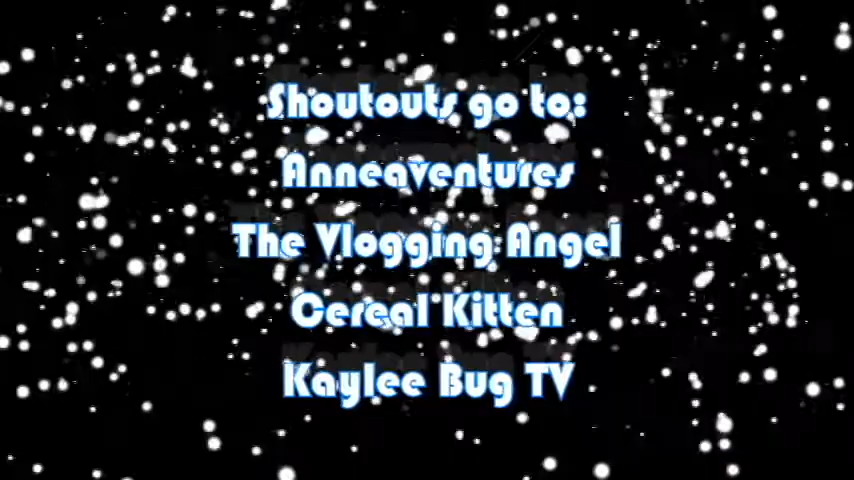 Shoutouts go to:
Anneaventures
The Vlogging Angel
Cereal Kitten
Kaylee Bug TV